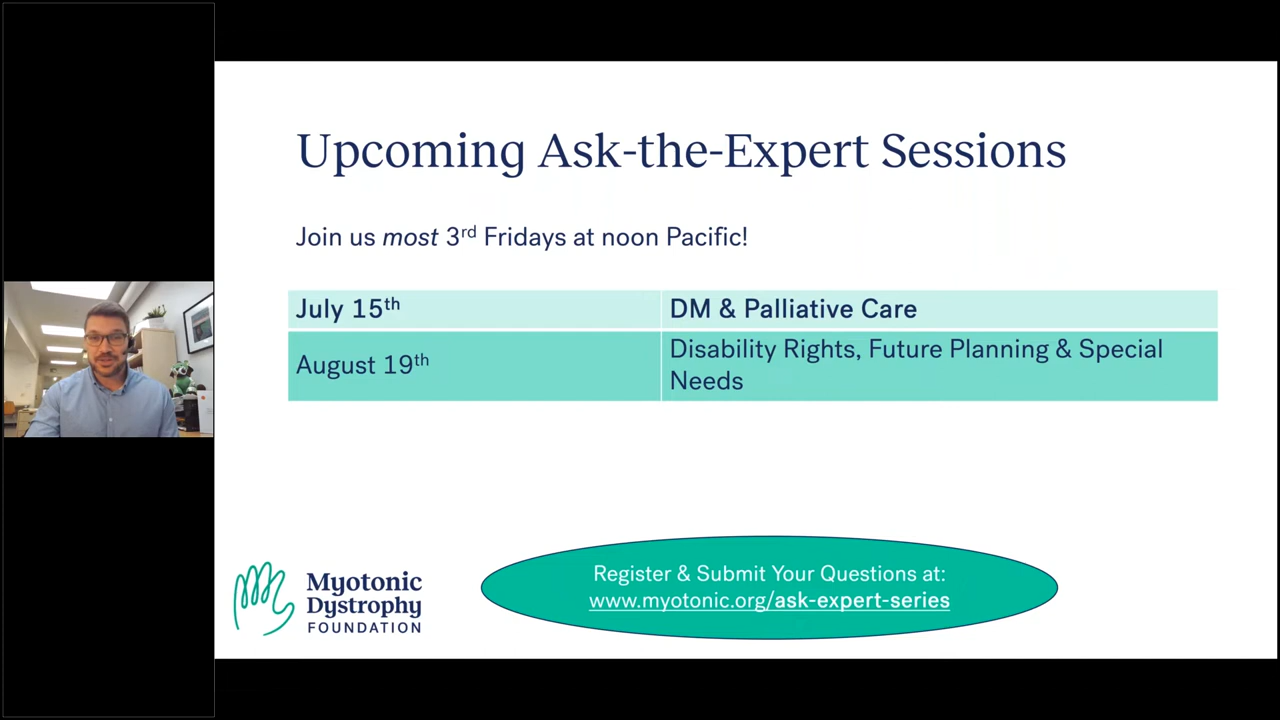 Upcoming Ask-the-Expert Sessions
Join us most 3rd Fridays at noon Pacific!
July 15th
DM & Palliative Care
August 19th
Disability Rights, Future Planning & Special
Needs
Myotonic
Dystrophy
FOUNDATION
Register & Submit Your Questions at:
www.myotonic.org/ask-expert-series